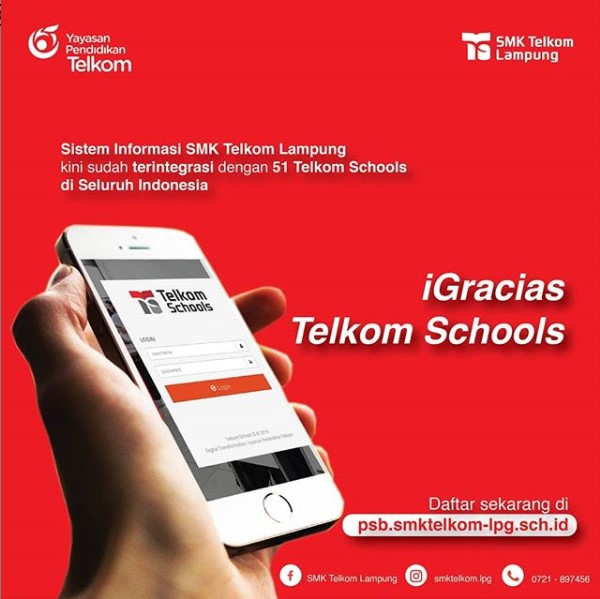 Yayasan
Pendidikan
Telkom
SMK Telkom
Lampung
Sistem Informasi SMK Telkom Lampung
kini sudah terintegrasi dengan 51 Telkom Schools
di Seluruh Indonesia
iGracias
Telkom Schools
Telkom
Schools
LOGIN
Login
Daftar sekarang di
psb.smktelkom-lpg.sch.id
SMK Telkom Lampung
smktelkom.lpg
0721 - 897456